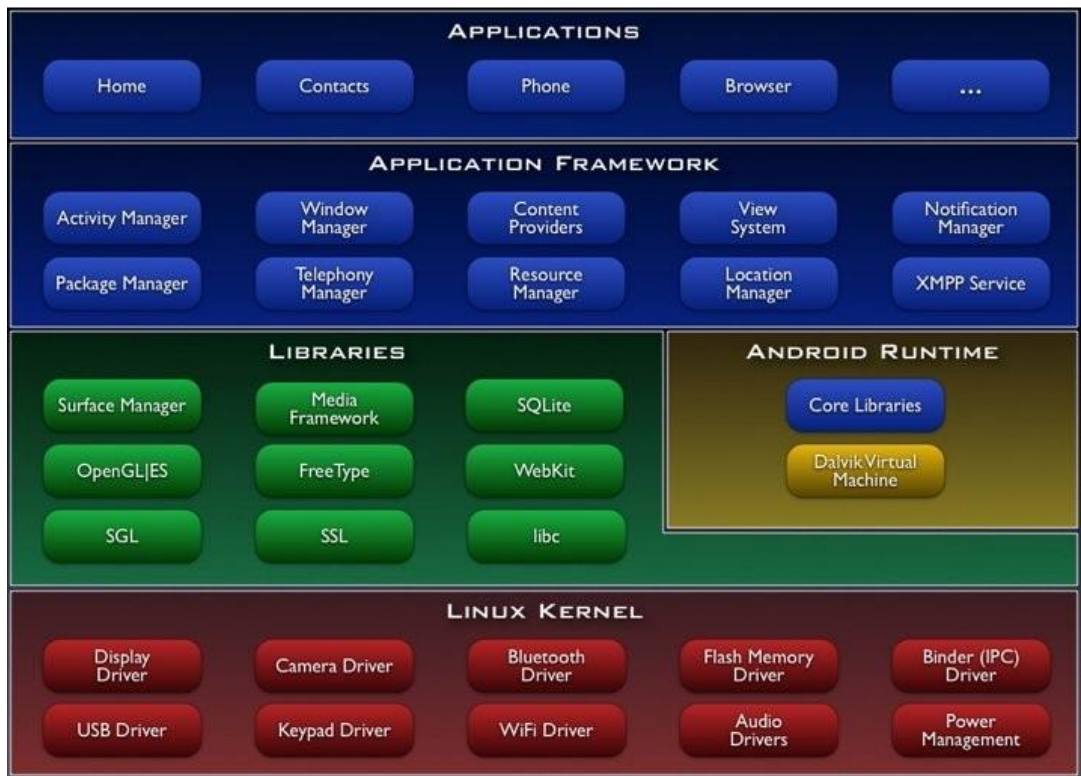 APPLICATIONS
Home
Contacts
Phone
Browser
...
APPLICATION FRAMEWORK
Activity Manager
Window
Manager
Content
Providers
View
System
Notification
Manager
Package Manager
Telephony
Manager
Resource
Manager
Location
Manager
XMPP Service
LIBRARIES
Surface Manager
Media
Framework
SQLite
OpenGL|ES
FreeType
WebKit
SGL
SSL
libc
ANDROID RUNTIME
Core Libraries
Dalvik Virtual
Machine
LINUX KERNEL
Display
Driver
Camera Driver
Bluetooth
Driver
Flash Memory
Driver
Binder (IPC)
Driver
USB Driver
Keypad Driver
WiFi Driver
Audio
Drivers
Power
Management